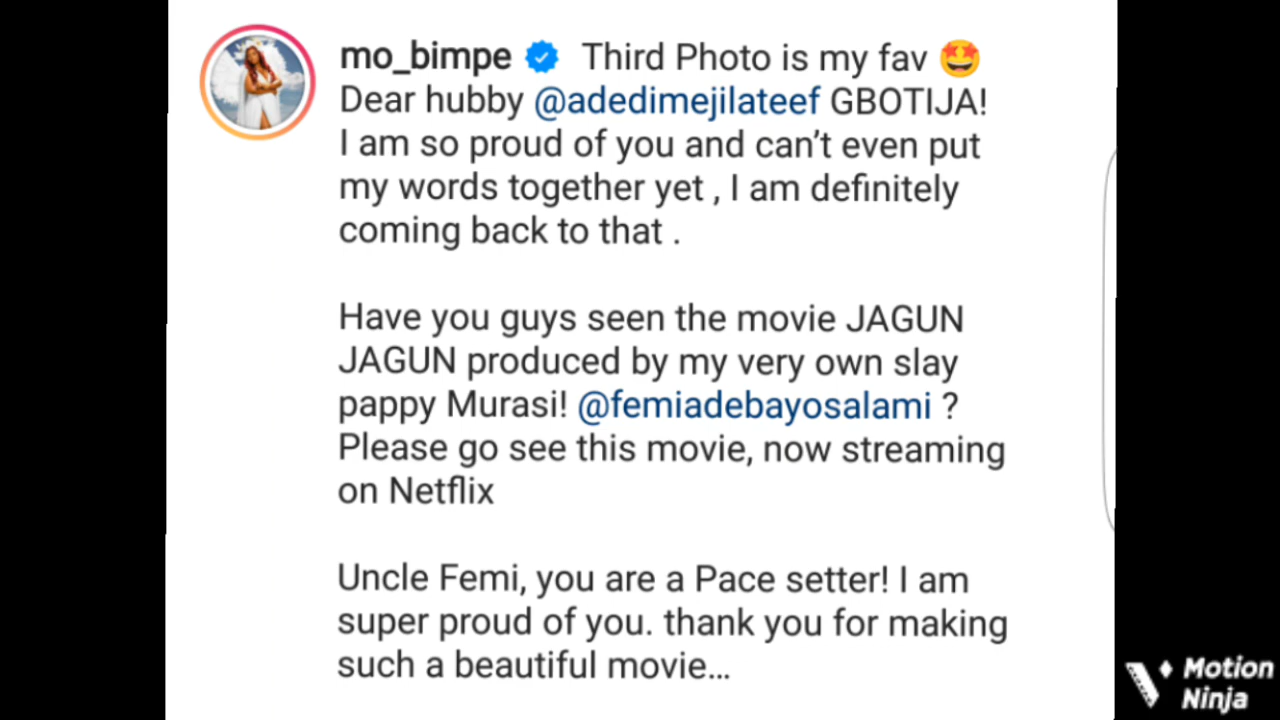 mo_bimpe Third Photo is my fav 🤩
Dear hubby @adedimejilateef GBOTIJA!
I am so proud of you and can’t even put
my words together yet , I am definitely
coming back to that .
Have you guys seen the movie JAGUN
JAGUN produced by my very own slay
pappy Murasi! @femiadebayosalami ?
Please go see this movie, now streaming
on Netflix
Uncle Femi, you are a Pace setter! I am
super proud of you. thank you for making
such a beautiful movie...
Motion
Ninja